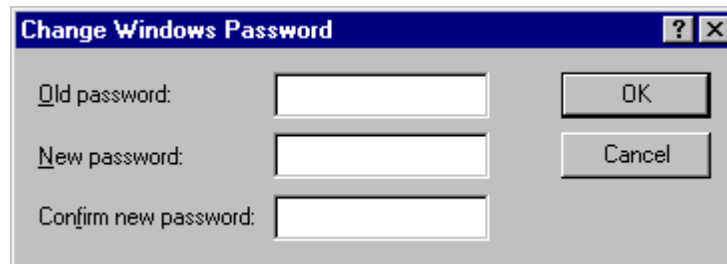 Change Windows Password
Old password:
OK
New password:
Cancel
Confirm new password: